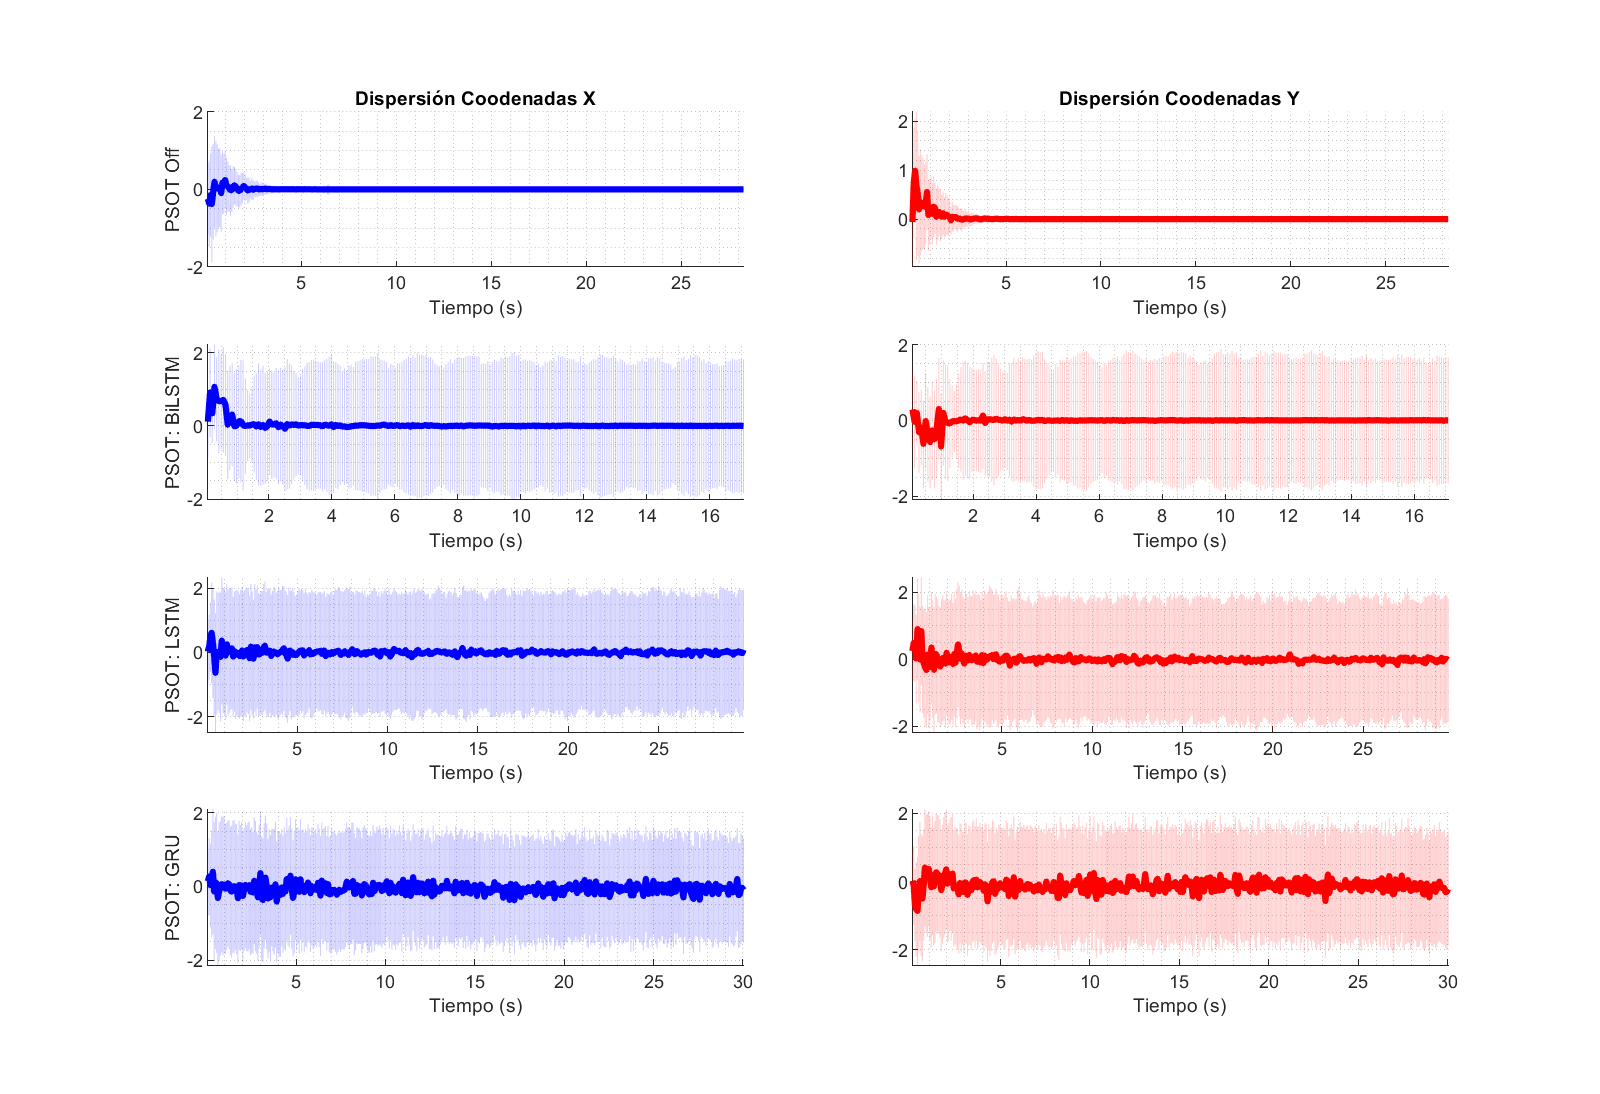 Dispersión Coodenadas X
PSOT Off
2
0
-2
5 10 15 20 25
Tiempo (s)
Dispersión Coodenadas Y
2
1
0
5 10 15 20 25
Tiempo (s)
PSOT: BiLSTM
2
0
-2
2 4 6 8 10 12 14 16
Tiempo (s)
2
0
-2
2 4 6 8 10 12 14 16
Tiempo (s)
PSOT: LSTM
2
0
-2
5 10 15 20 25
Tiempo (s)
2
0
-2
5 10 15 20 25
Tiempo (s)
PSOT: GRU
2
0
-2
5 10 15 20 25 30
Tiempo (s)
2
0
-2
5 10 15 20 25 30
Tiempo (s)